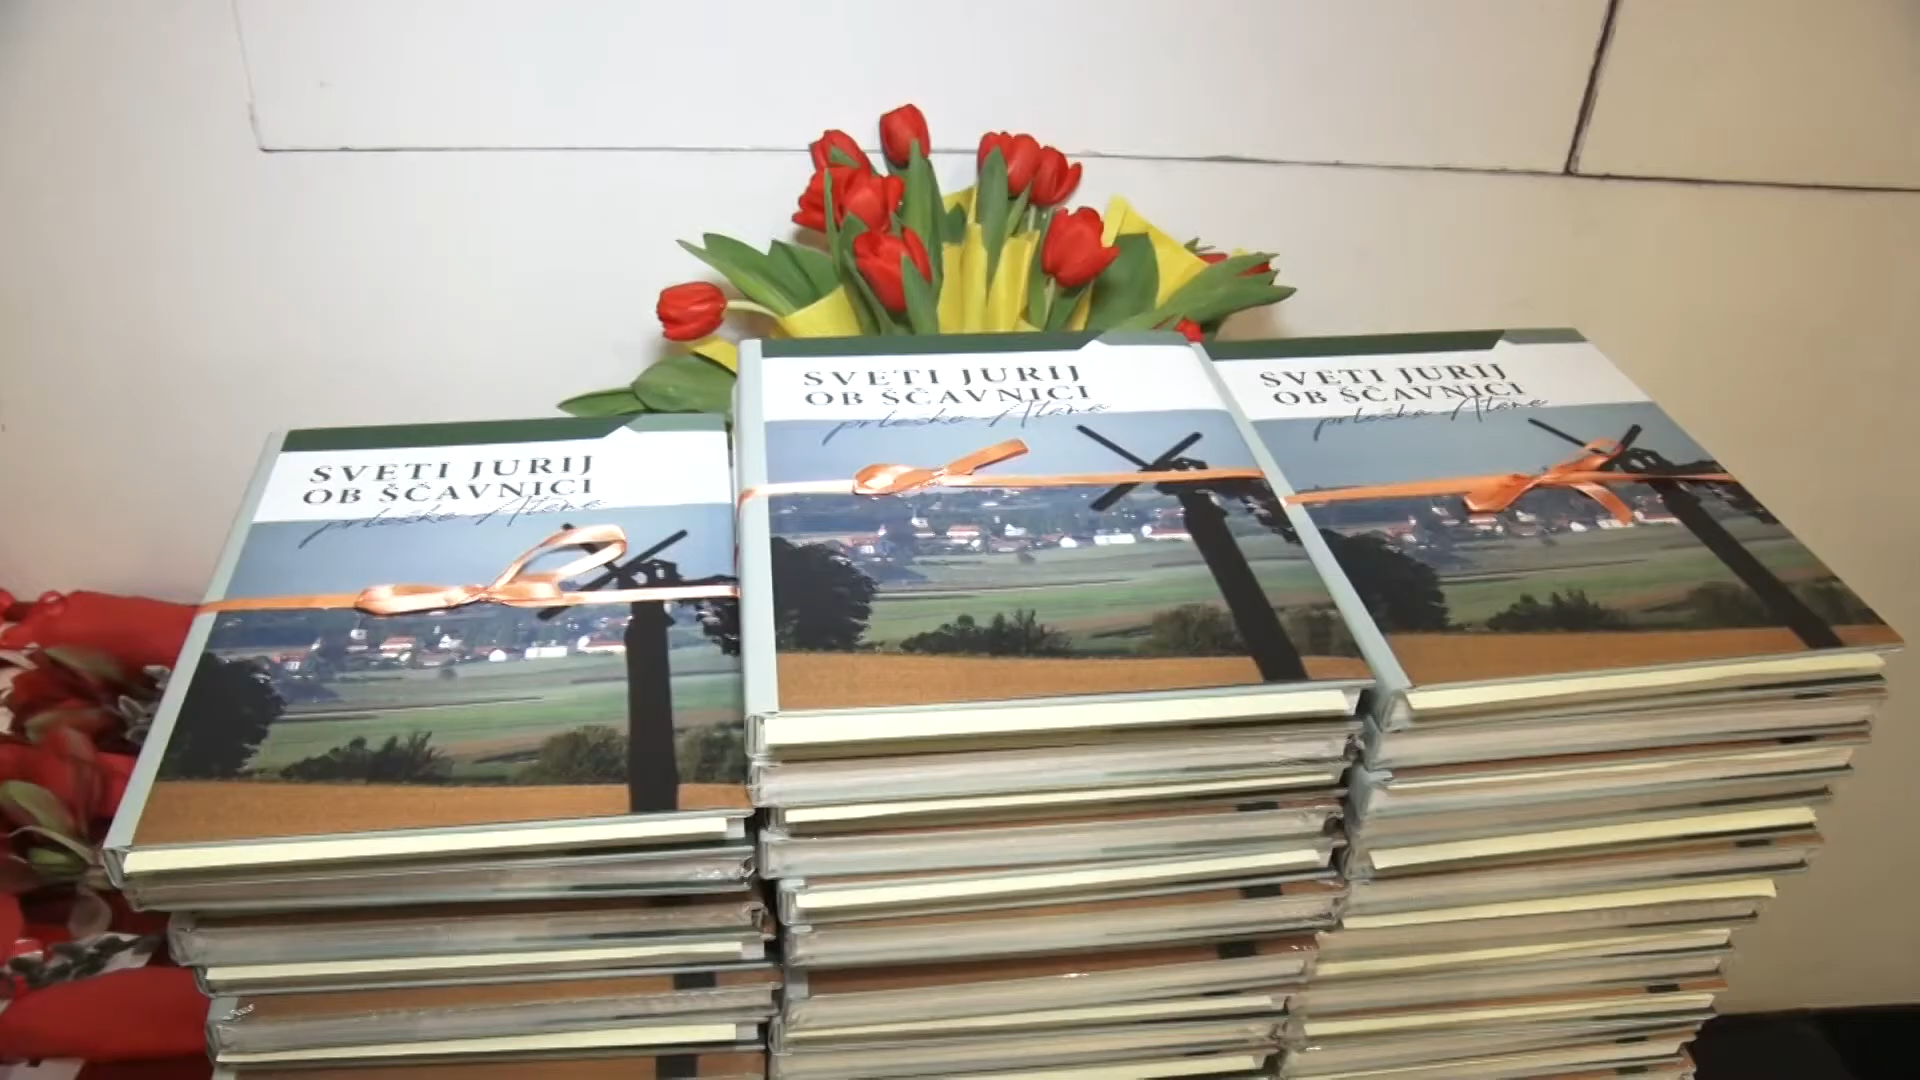 SVETI JURIJ
OB ŠČAVNICI
prleške Atene
SVETI JURIJ
OB ŠČAVNICI
prleške Atene
SVETI JURIJ
OB ŠČAVNICI
prleške Atene